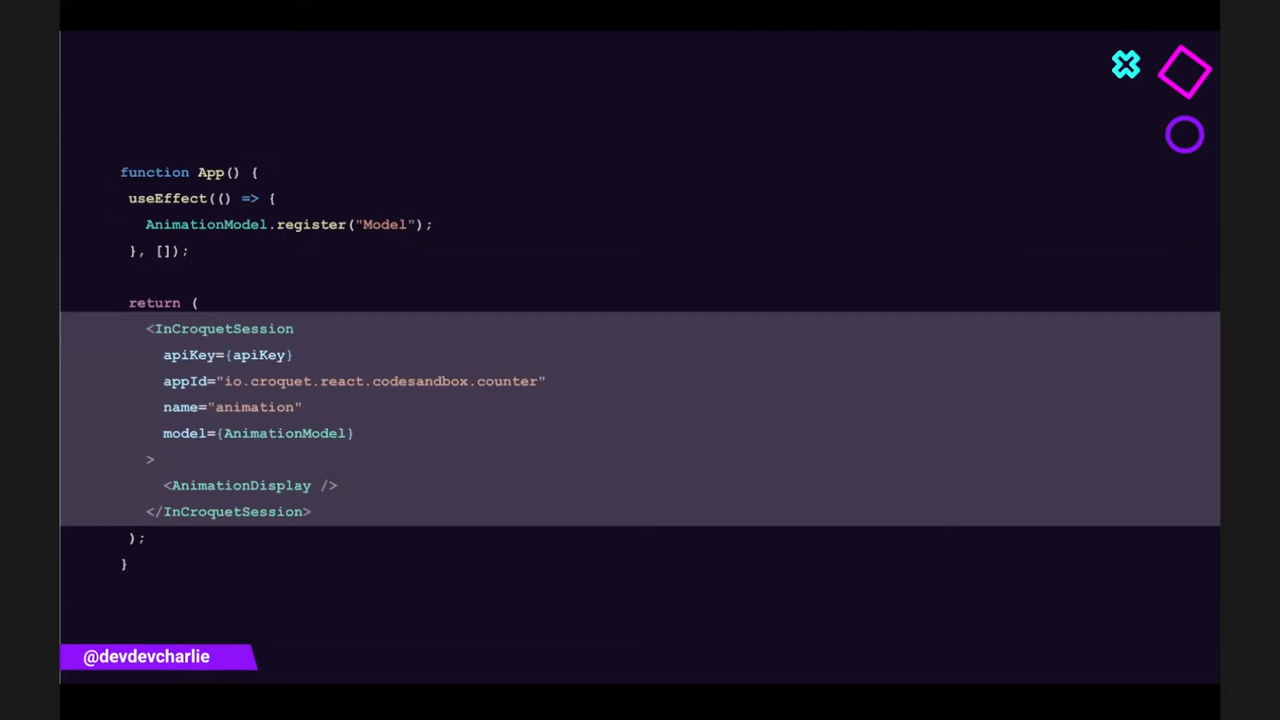 function App() {
useEffect(() => {
AnimationModel.register("Model");
}, []);
return (
<InCroquetSession
apiKey={apiKey}
appId="io.croquet.react.codesandbox.counter"
name="animation"
model={AnimationModel}
>
<AnimationDisplay />
</InCroquetSession>
);
}
@devdevcharlie